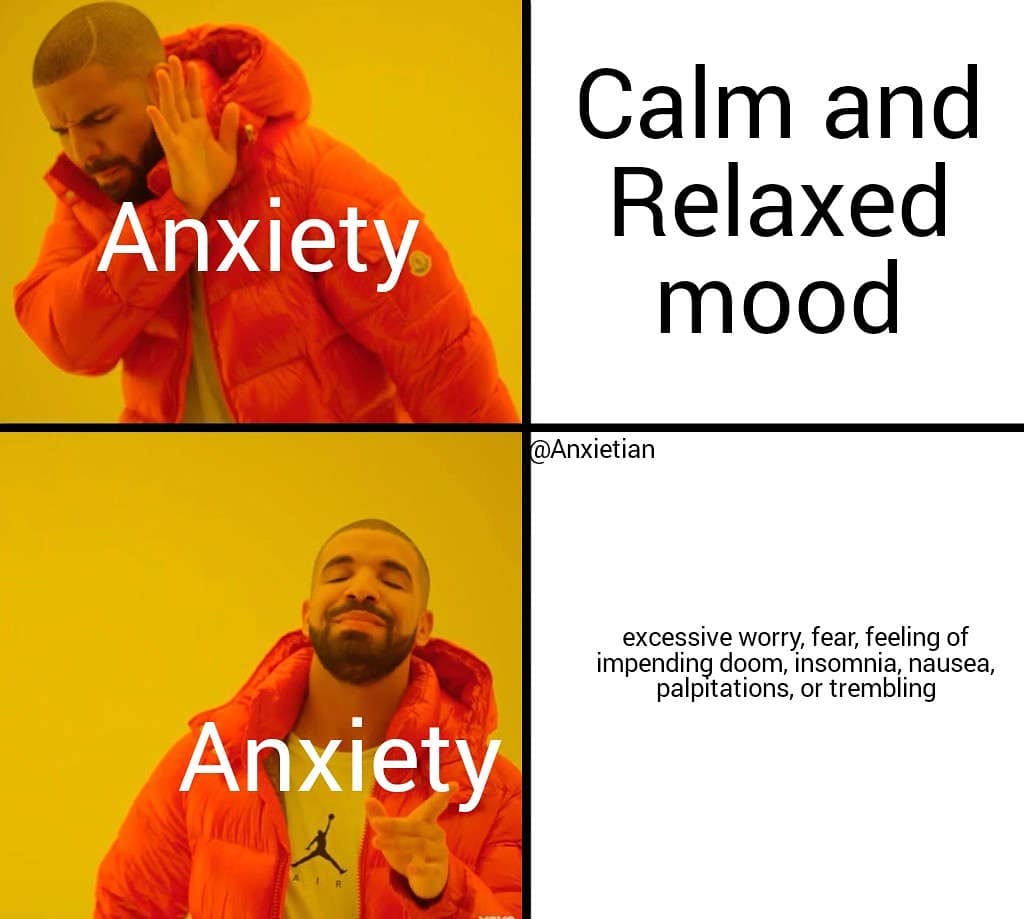 Calm and
Relaxed
mood
Anxiety
@Anxietian
excessive worry, fear, feeling of
impending doom, insomnia, nausea,
palpitations, or trembling
Anxiety
AIR